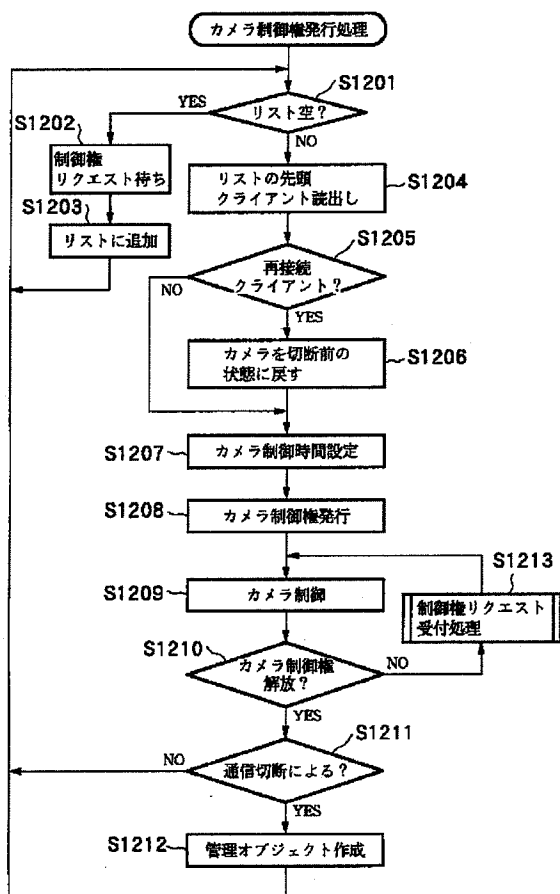 カメラ制御権発行処理
S1201
リスト空?
YES
NO
S1202
制御権
リクエスト待ち
S1203
リストに追加
S1204
リストの先頭
クライアント読出し
S1205
再接続
クライアント?
NO
YES
S1206
カメラを切断前の
状態に戻す
S1207
カメラ制御時間設定
S1208
カメラ制御権発行
S1209
カメラ制御
S1213
制御権リクエスト
受付処理
S1210
カメラ制御権
解放?
NO
YES
S1211
通信切断による?
NO
YES
S1212
管理オブジェクト作成